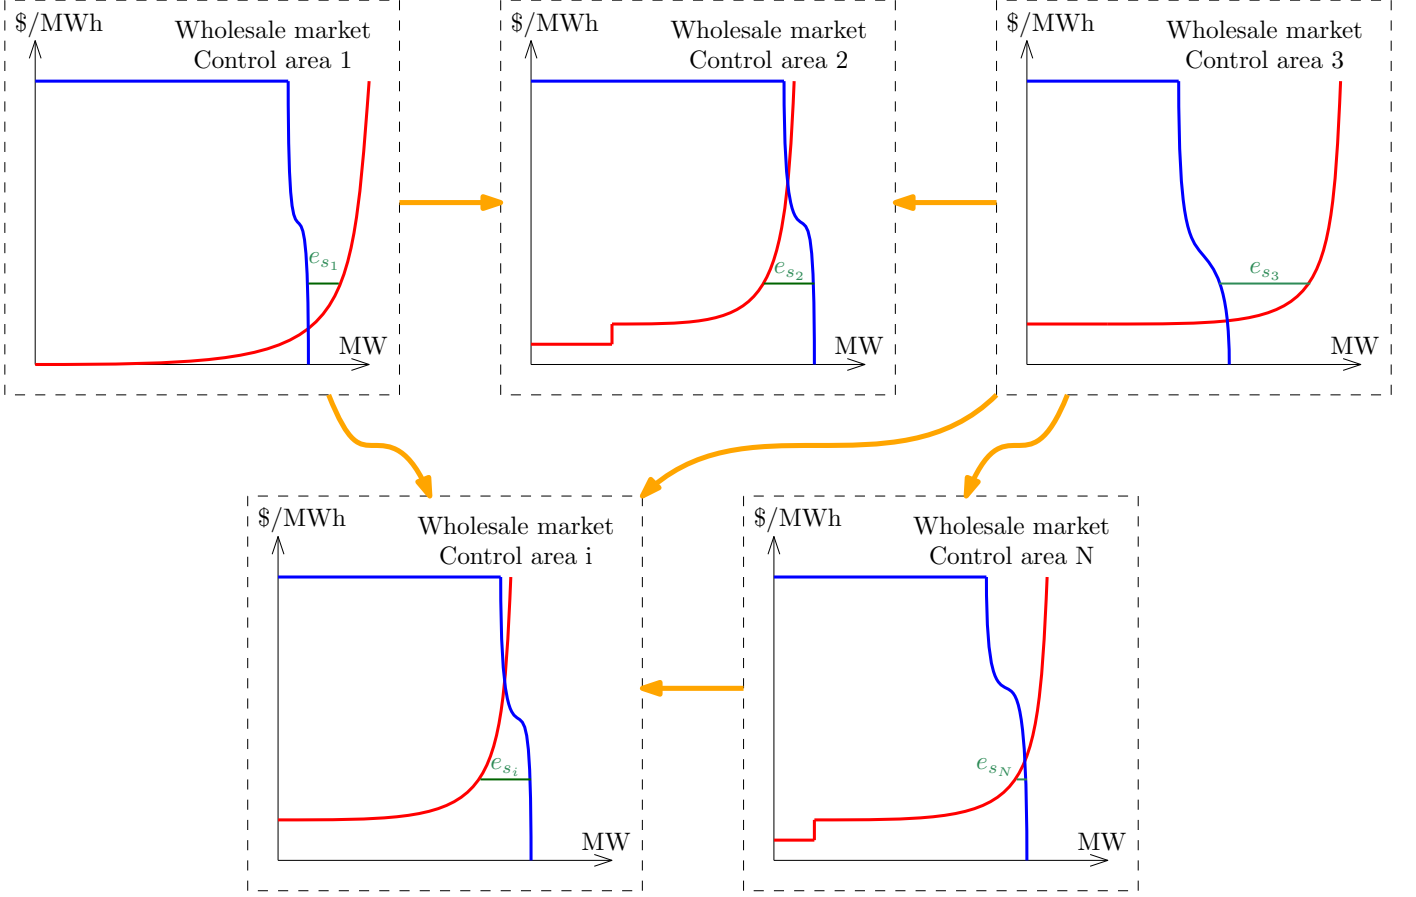 $/MWh
Wholesale market
Control area 1
e_{s_1}
MW
$/MWh
Wholesale market
Control area 2
e_{s_2}
MW
$/MWh
Wholesale market
Control area 3
e_{s_3}
MW
$/MWh
Wholesale market
Control area i
e_{s_i}
MW
$/MWh
Wholesale market
Control area N
e_{s_N}
MW